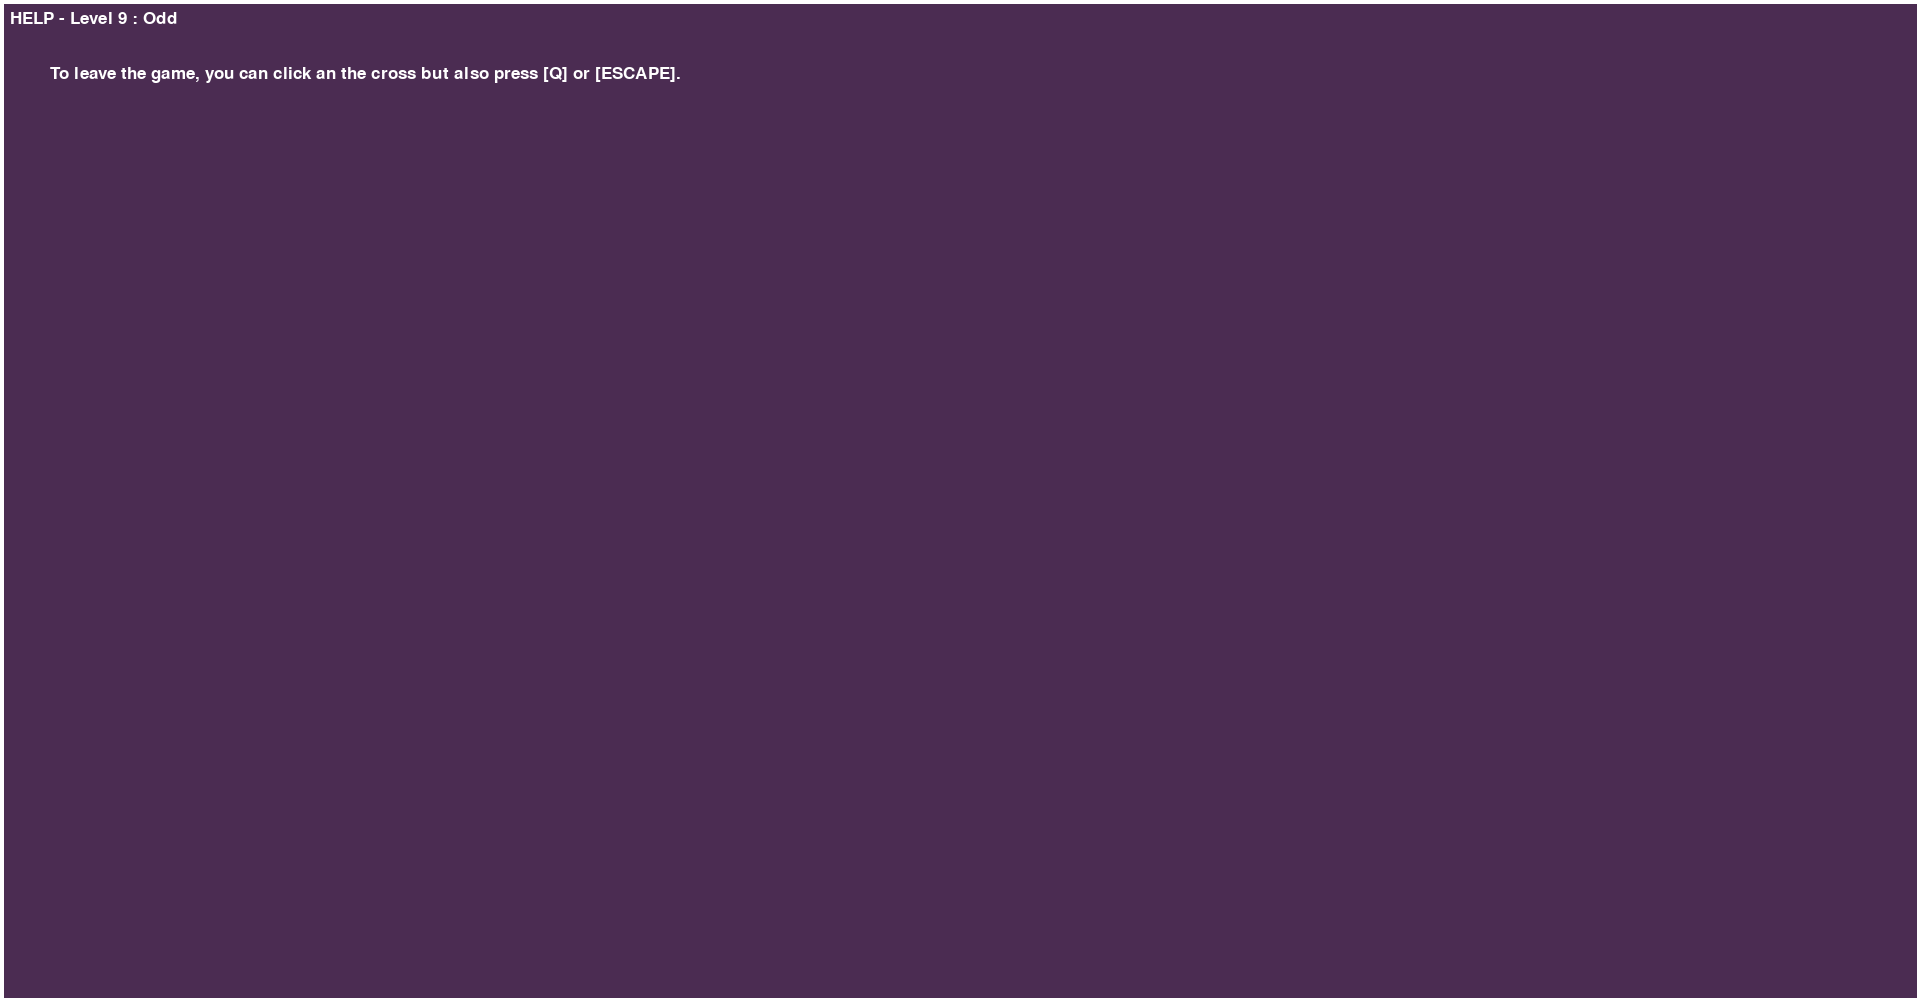 HELP - Level 9 : Odd
To leave the game, you can click an the cross but also press [Q] or [ESCAPE].